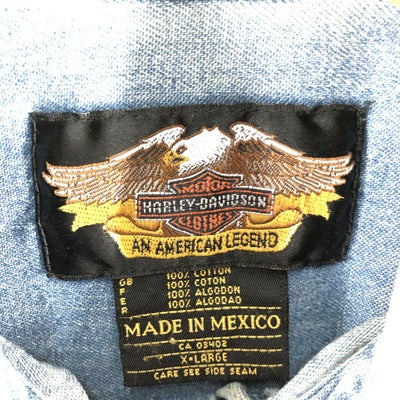 MOTOR
HARLEY-DAVIDSON
CLOTHES
AN AMERICAN LEGEND
100% COTTON
GB 100% COTON
F 100% ALGODON
E 100% ALGODAO
R
MADE IN MEXICO
CA 03402
X-LARGE
CARE SEE SIDE SEAM